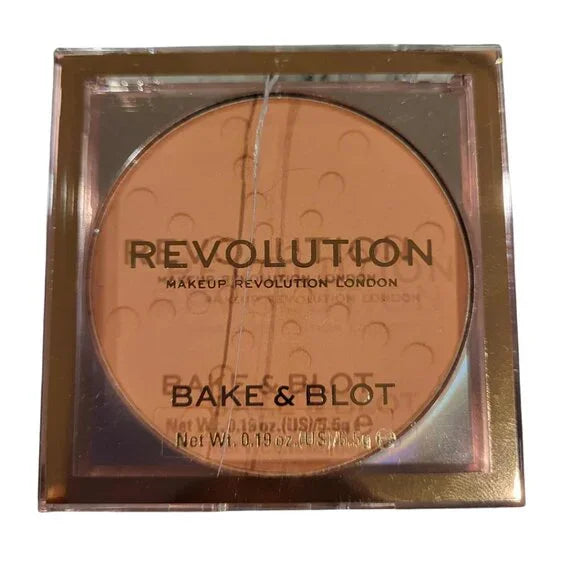 REVOLUTION
MAKEUP REVOLUTION LONDON
BAKE & BLOT
Net Wt. 0.19 oz.(US)/5.5g ℮